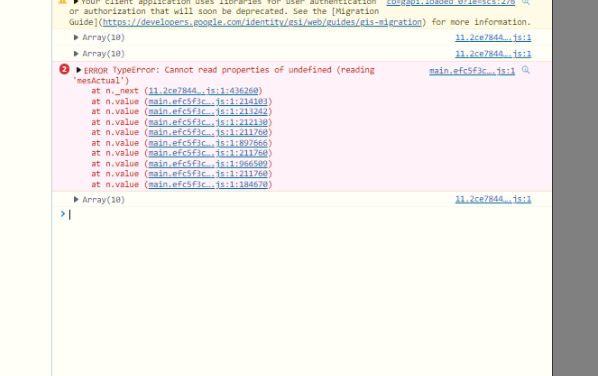 Your client application uses libraries for user authentication cb=gapi.loaded_0?le=scs:276
or authorization that will soon be deprecated. See the [Migration
Guide](https://developers.google.com/identity/gsi/web/guides/gis-migration) for more information.
Array(10) 11.2ce7844….js:1
Array(10) 11.2ce7844….js:1
2 ERROR TypeError: Cannot read properties of undefined (reading main.efc5f3c….js:1
'mesActual')
at n._next (11.2ce7844….js:1:436260)
at n.value (main.efc5f3c….js:1:214103)
at n.value (main.efc5f3c….js:1:213242)
at n.value (main.efc5f3c….js:1:212130)
at n.value (main.efc5f3c….js:1:211760)
at n.value (main.efc5f3c….js:1:897666)
at n.value (main.efc5f3c….js:1:211760)
at n.value (main.efc5f3c….js:1:966509)
at n.value (main.efc5f3c….js:1:211760)
at n.value (main.efc5f3c….js:1:184670)
Array(10) 11.2ce7844….js:1